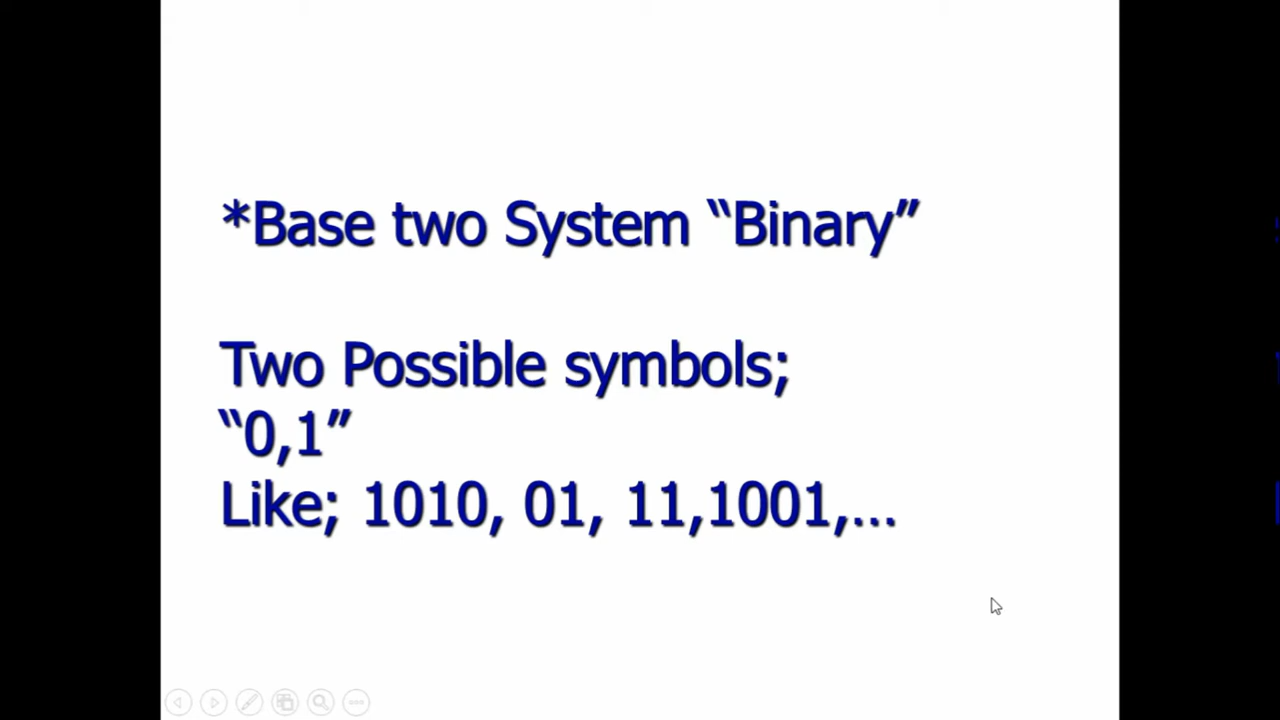 *Base two System “Binary”
Two Possible symbols;
“0,1”
Like; 1010, 01, 11,1001,…